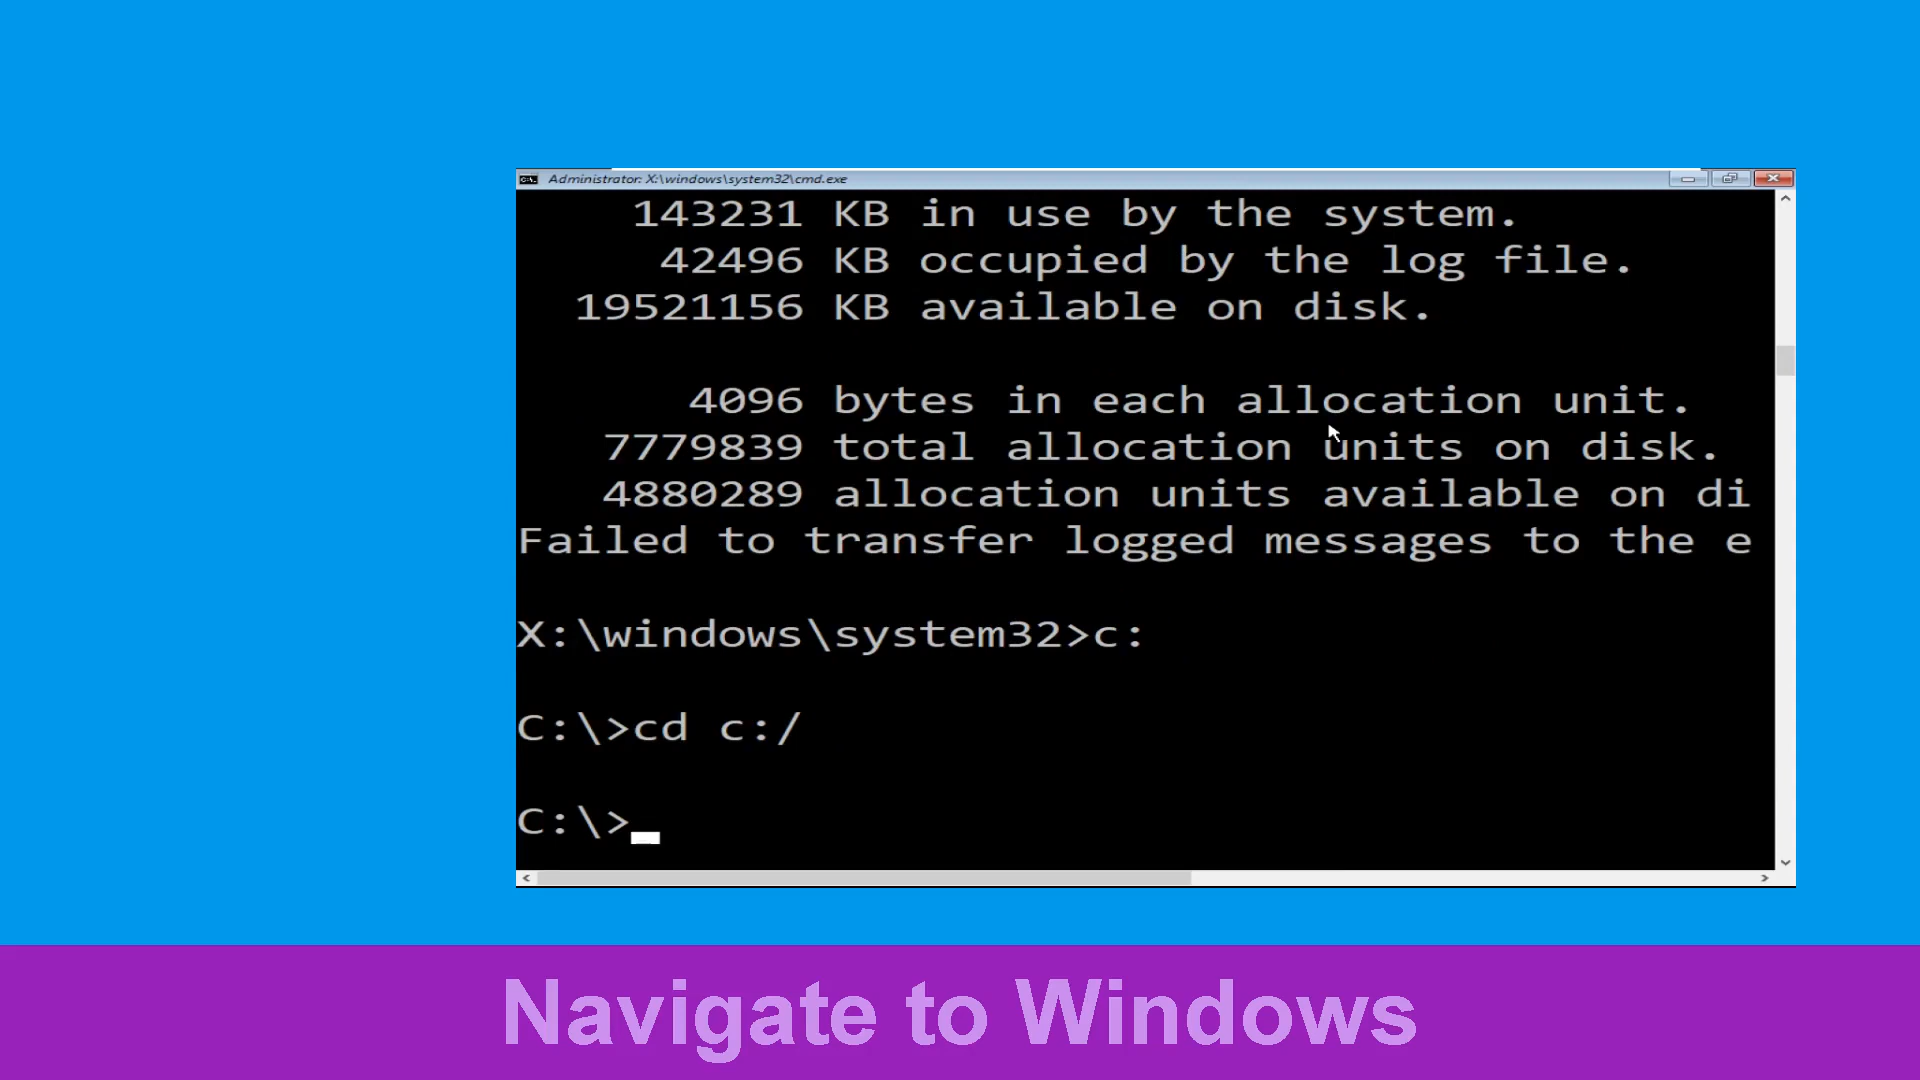 Administrator: X:\windows\system32\cmd.exe
143231 KB in use by the system.
42496 KB occupied by the log file.
19521156 KB available on disk.
4096 bytes in each allocation unit.
7779839 total allocation units on disk.
4880289 allocation units available on di
Failed to transfer logged messages to the e
X:\windows\system32>c:
C:\>cd c:/
C:\>
Navigate to Windows